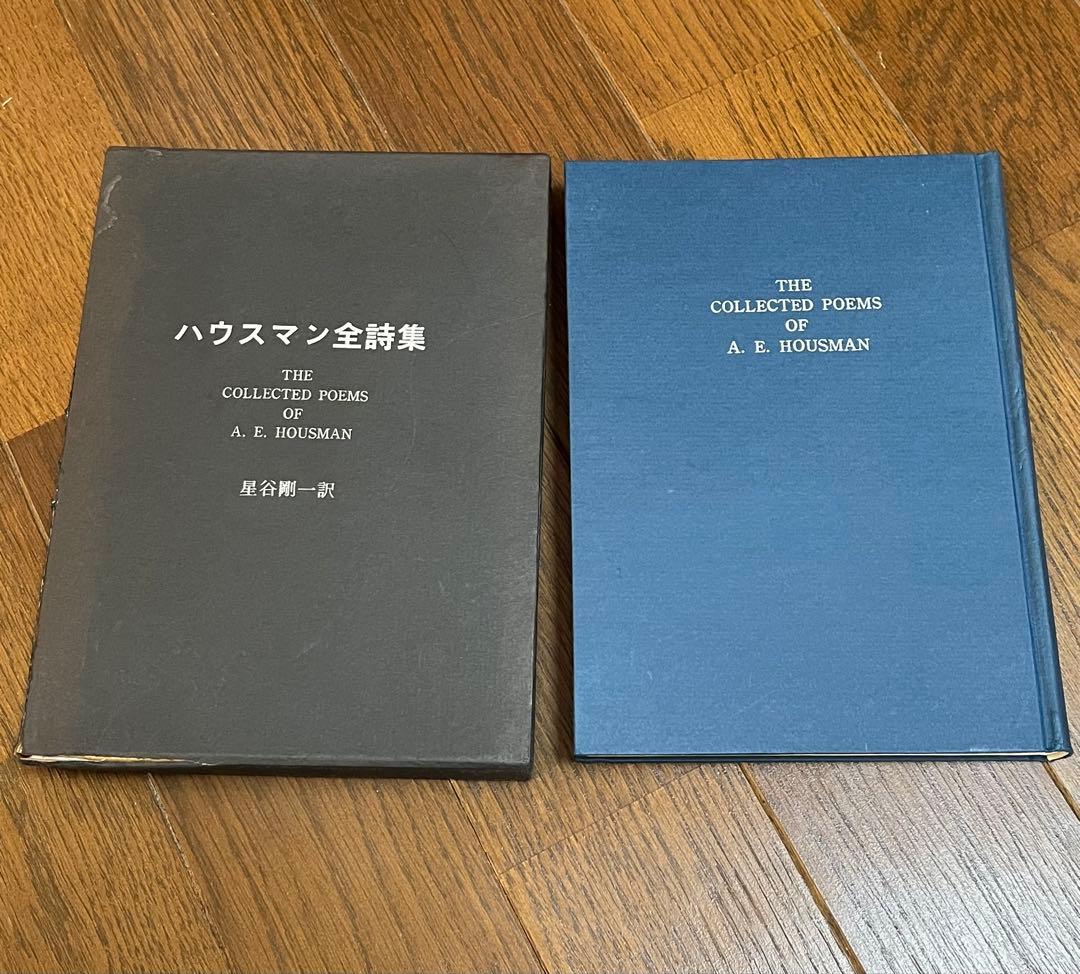 ハウスマン全詩集
THE
COLLECTED POEMS
OF
A. E. HOUSMAN
星谷剛一訳
THE
COLLECTED POEMS
OF
A. E. HOUSMAN